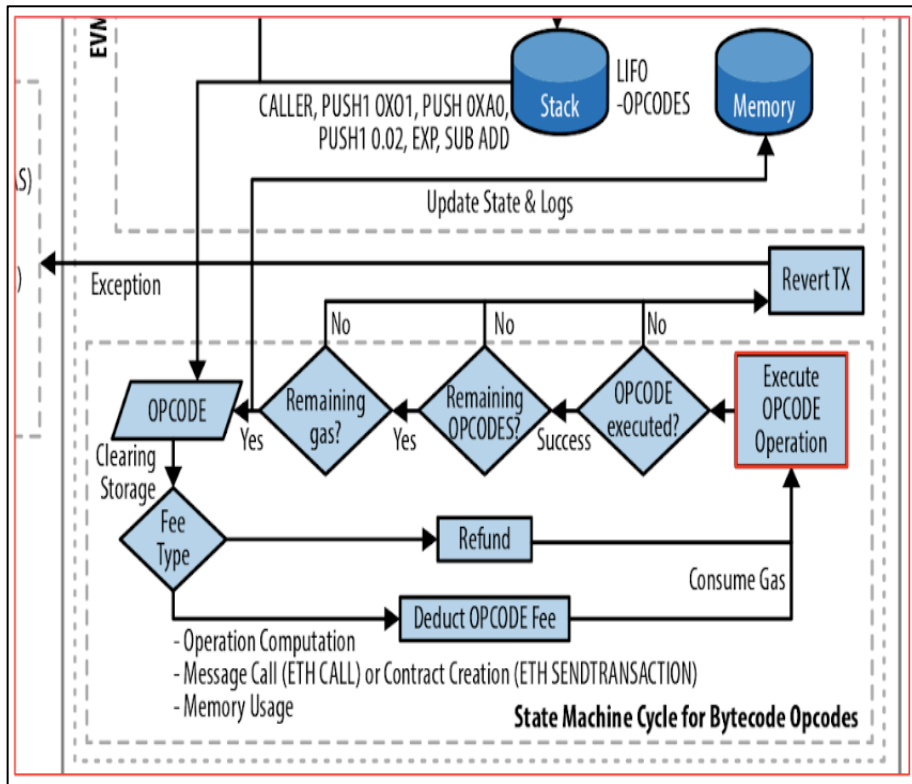 EVM
Stack
LIFO
-OPCODES
Memory
CALLER, PUSH1 0X01, PUSH 0XA0,
PUSH1 0.02, EXP, SUB ADD
AS)
Update State & Logs
)
Exception
Revert TX
No
No
No
OPCODE
Yes
Remaining
gas?
Yes
Remaining
OPCODES?
Success
OPCODE
executed?
Execute
OPCODE
Operation
Clearing
Storage
Fee
Type
Refund
Consume Gas
Deduct OPCODE Fee
- Operation Computation
- Message Call (ETH CALL) or Contract Creation (ETH SENDTRANSACTION)
- Memory Usage
State Machine Cycle for Bytecode Opcodes